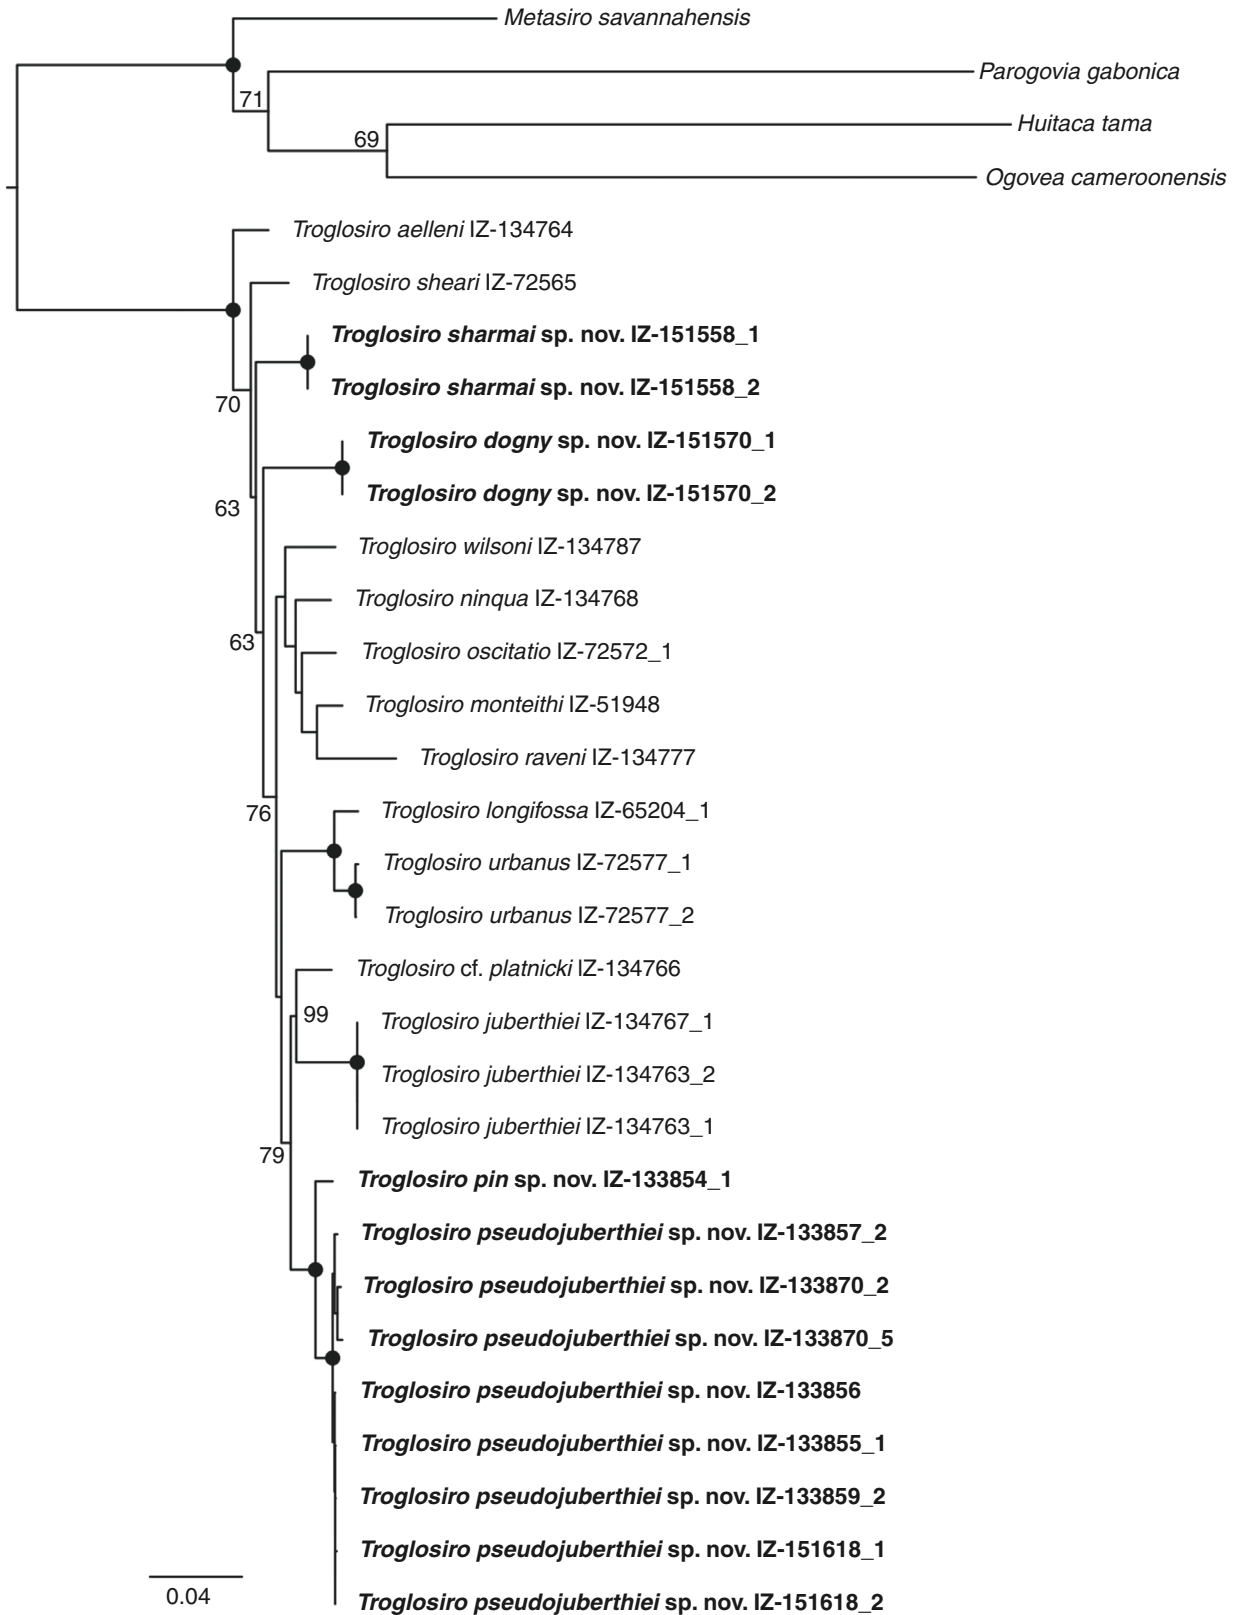 Metasiro savannahensis
Parogovia gabonica
71
Huitaca tama
69
Ogovea cameroonensis
Troglosiro aelleni IZ-134764
Troglosiro sheari IZ-72565
Troglosiro sharmai sp. nov. IZ-151558_1
Troglosiro sharmai sp. nov. IZ-151558_2
70
Troglosiro dogny sp. nov. IZ-151570_1
Troglosiro dogny sp. nov. IZ-151570_2
63
Troglosiro wilsoni IZ-134787
Troglosiro ninqua IZ-134768
63
Troglosiro oscitatio IZ-72572_1
Troglosiro monteithi IZ-51948
Troglosiro raveni IZ-134777
Troglosiro longifossa IZ-65204_1
76
Troglosiro urbanus IZ-72577_1
Troglosiro urbanus IZ-72577_2
Troglosiro cf. platnicki IZ-134766
99
Troglosiro juberthiei IZ-134767_1
Troglosiro juberthiei IZ-134763_2
Troglosiro juberthiei IZ-134763_1
79
Troglosiro pin sp. nov. IZ-133854_1
Troglosiro pseudojuberthiei sp. nov. IZ-133857_2
Troglosiro pseudojuberthiei sp. nov. IZ-133870_2
Troglosiro pseudojuberthiei sp. nov. IZ-133870_5
Troglosiro pseudojuberthiei sp. nov. IZ-133856
Troglosiro pseudojuberthiei sp. nov. IZ-133855_1
Troglosiro pseudojuberthiei sp. nov. IZ-133859_2
Troglosiro pseudojuberthiei sp. nov. IZ-151618_1
Troglosiro pseudojuberthiei sp. nov. IZ-151618_2
0.04